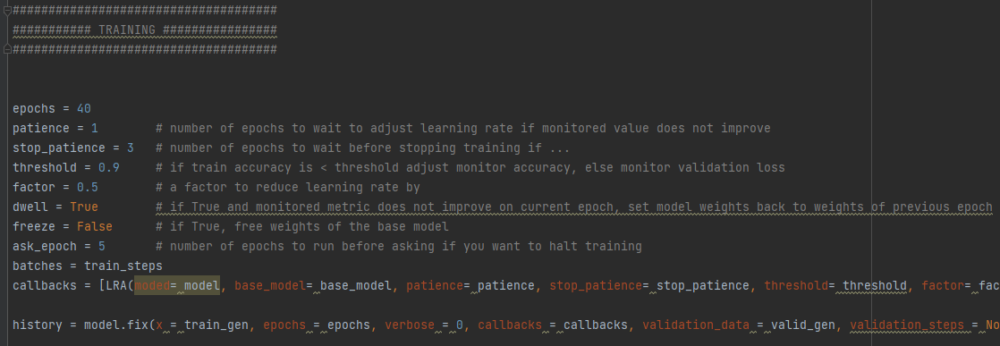 #####################################
########### TRAINING ################
#####################################
epochs = 40
patience = 1 # number of epochs to wait to adjust learning rate if monitored value does not improve
stop_patience = 3 # number of epochs to wait before stopping training if ...
threshold = 0.9 # if train accuracy is < threshold adjust monitor accuracy, else monitor validation loss
factor = 0.5 # a factor to reduce learning rate by
dwell = True # if True and monitored metric does not improve on current epoch, set model weights back to weights of previous epoch
freeze = False # if True, free weights of the base model
ask_epoch = 5 # number of epochs to run before asking if you want to halt training
batches = train_steps
callbacks = [LRA(moded= model, base_model= base_model, patience= patience, stop_patience= stop_patience, threshold= threshold, factor= fac
history = model.fix(x = train_gen, epochs = epochs, verbose = 0, callbacks = callbacks, validation_data = valid_gen, validation_steps = No